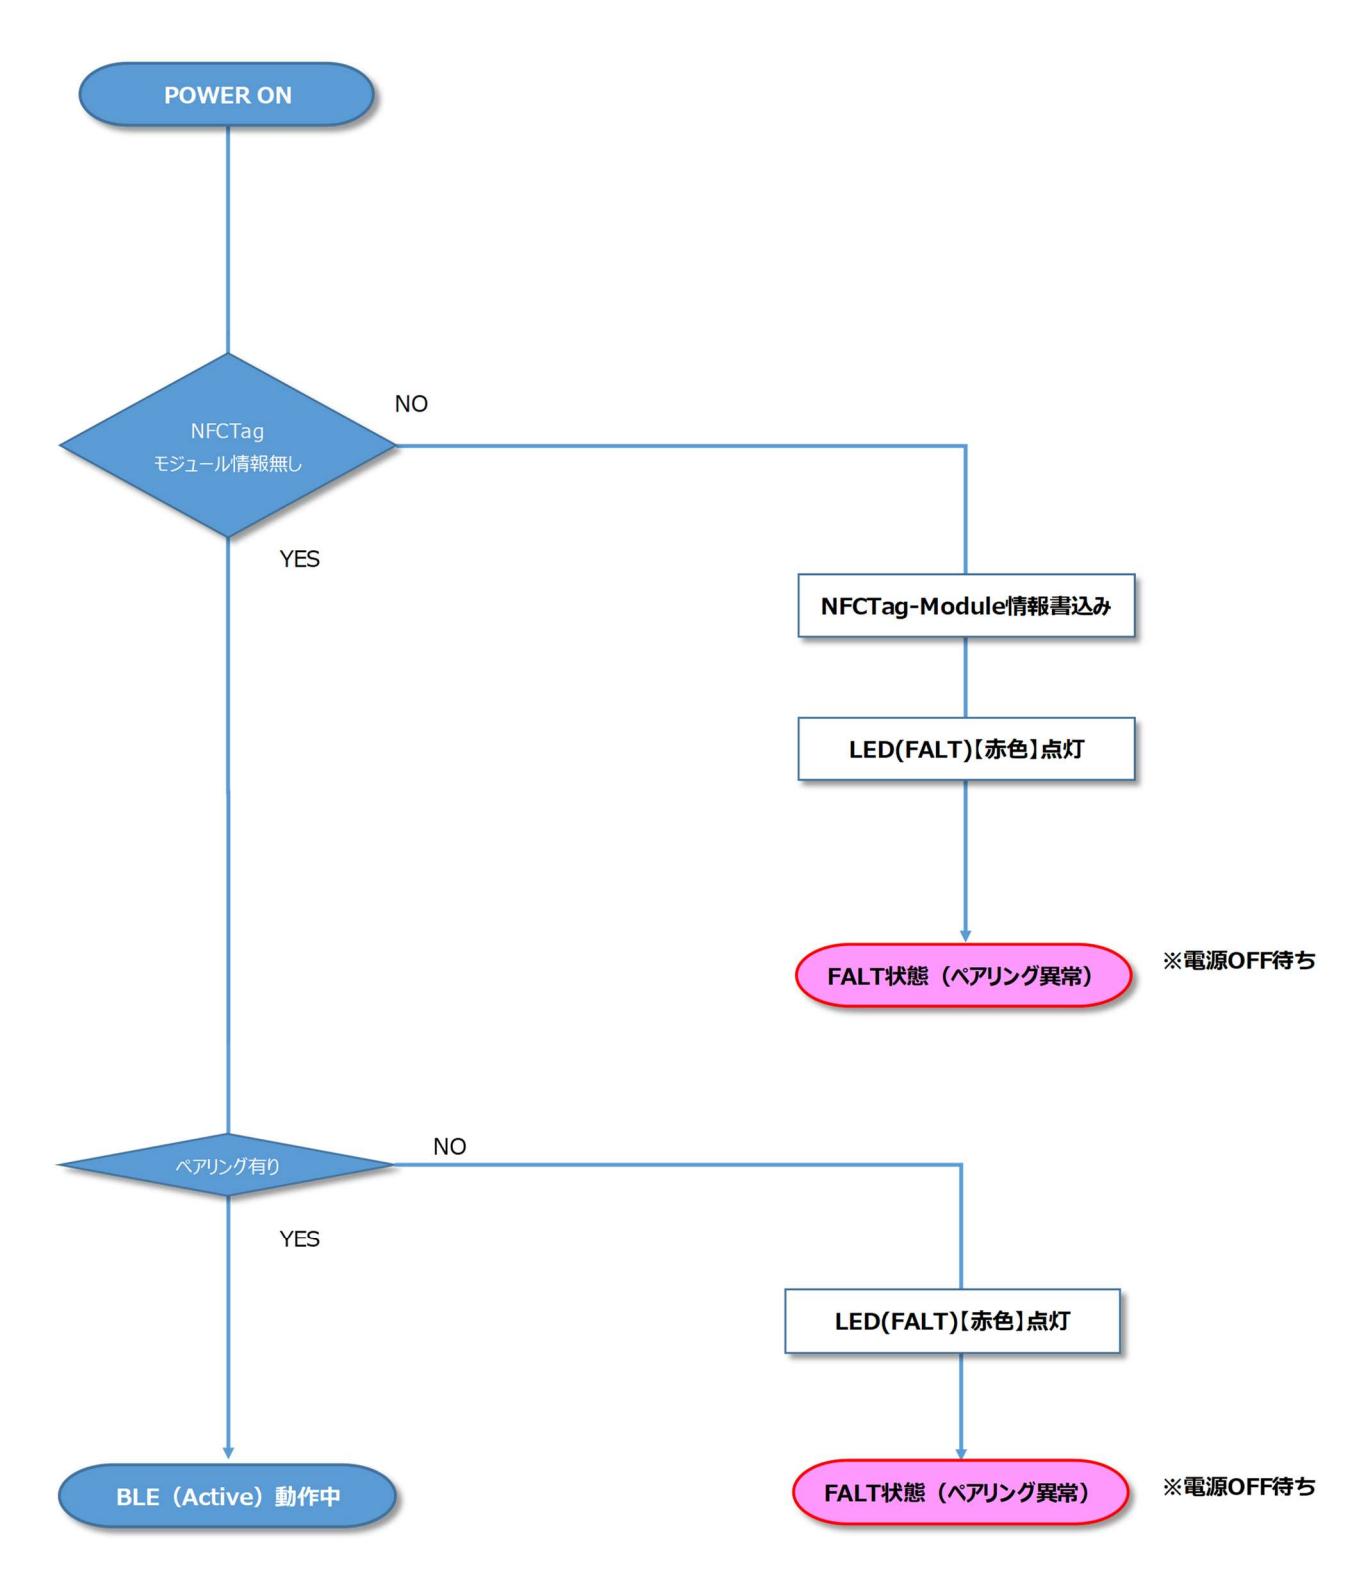 POWER ON
NO
NFCTag
モジュール情報無し
YES
NFCTag-Module情報書込み
LED(FALT)【赤色】点灯
※電源OFF待ち
FALT状態（ペアリング異常）
NO
ペアリング有り
YES
LED(FALT)【赤色】点灯
※電源OFF待ち
FALT状態（ペアリング異常）
BLE（Active）動作中